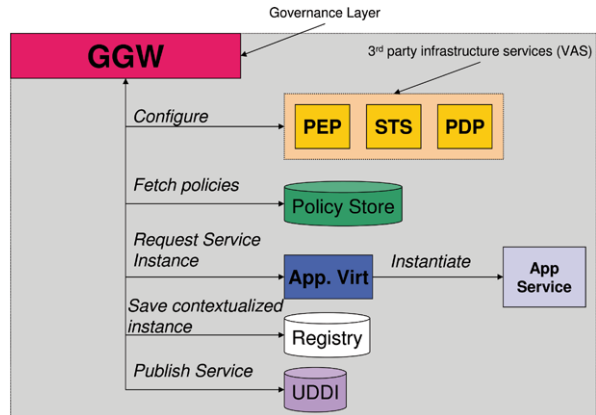 Governance Layer
GGW
3rd party infrastructure services (VAS)
Configure
PEP
STS
PDP
Fetch policies
Policy Store
Request Service
Instance
App. Virt
Instantiate
App
Service
Save contextualized
instance
Registry
Publish Service
UDDI